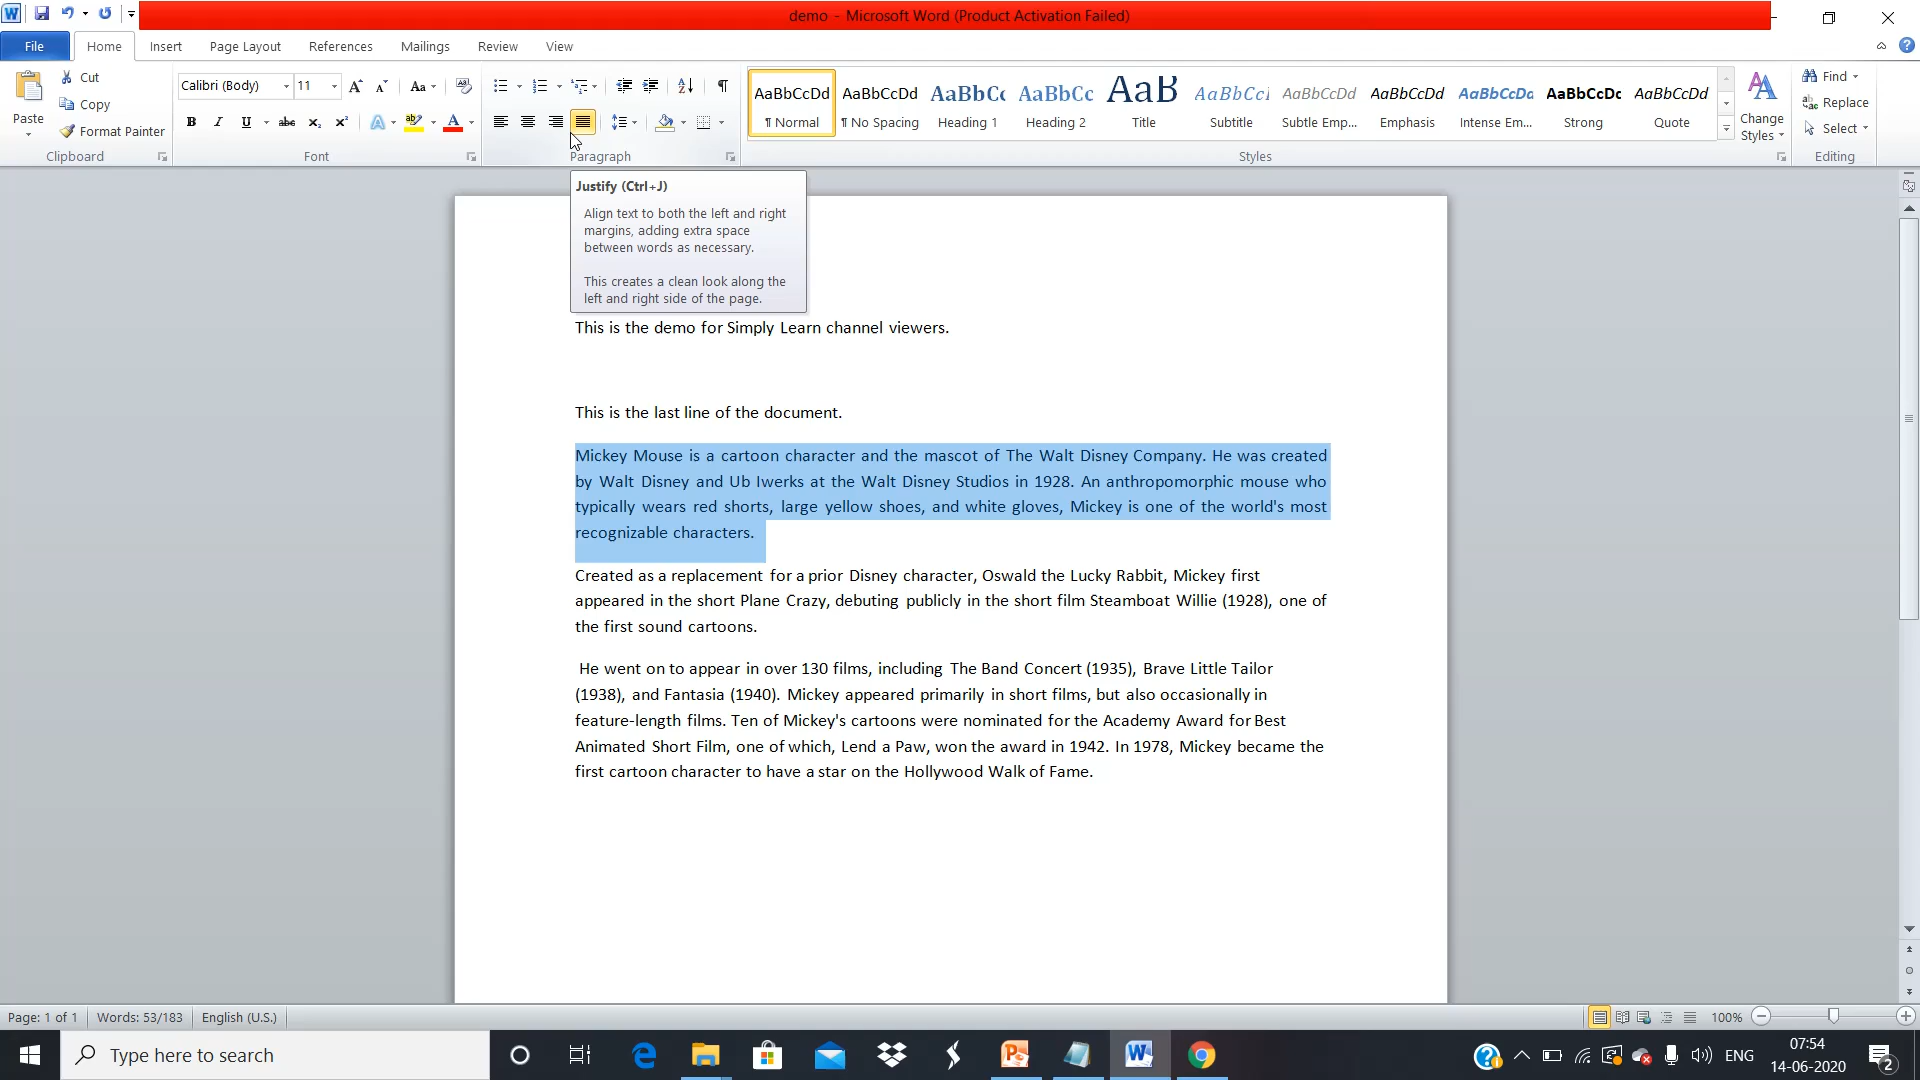 demo - Microsoft Word (Product Activation Failed)
File Home Insert Page Layout References Mailings Review View
Paste
Cut
Copy
Format Painter
Clipboard
Calibri (Body) 11
Font
Paragraph
AaBbCcDd AaBbCcDd AaBbCc AaBbCc AaB AaBbCcI AaBbCcDd AaBbCcDd AaBbCcDd AaBbCcDc AaBbCcDd
¶ Normal ¶ No Spacing Heading 1 Heading 2 Title Subtitle Subtle Emp... Emphasis Intense Em... Strong Quote
Change
Styles
Styles
Find
Replace
Select
Editing
Justify (Ctrl+J)
Align text to both the left and right
margins, adding extra space
between words as necessary.
This creates a clean look along the
left and right side of the page.
This is the demo for Simply Learn channel viewers.
This is the last line of the document.
Mickey Mouse is a cartoon character and the mascot of The Walt Disney Company. He was created
by Walt Disney and Ub Iwerks at the Walt Disney Studios in 1928. An anthropomorphic mouse who
typically wears red shorts, large yellow shoes, and white gloves, Mickey is one of the world's most
recognizable characters.
Created as a replacement for a prior Disney character, Oswald the Lucky Rabbit, Mickey first
appeared in the short Plane Crazy, debuting publicly in the short film Steamboat Willie (1928), one of
the first sound cartoons.
He went on to appear in over 130 films, including The Band Concert (1935), Brave Little Tailor
(1938), and Fantasia (1940). Mickey appeared primarily in short films, but also occasionally in
feature-length films. Ten of Mickey's cartoons were nominated for the Academy Award for Best
Animated Short Film, one of which, Lend a Paw, won the award in 1942. In 1978, Mickey became the
first cartoon character to have a star on the Hollywood Walk of Fame.
Page: 1 of 1 Words: 53/183 English (U.S.) 100%
Type here to search
ENG
07:54
14-06-2020
2